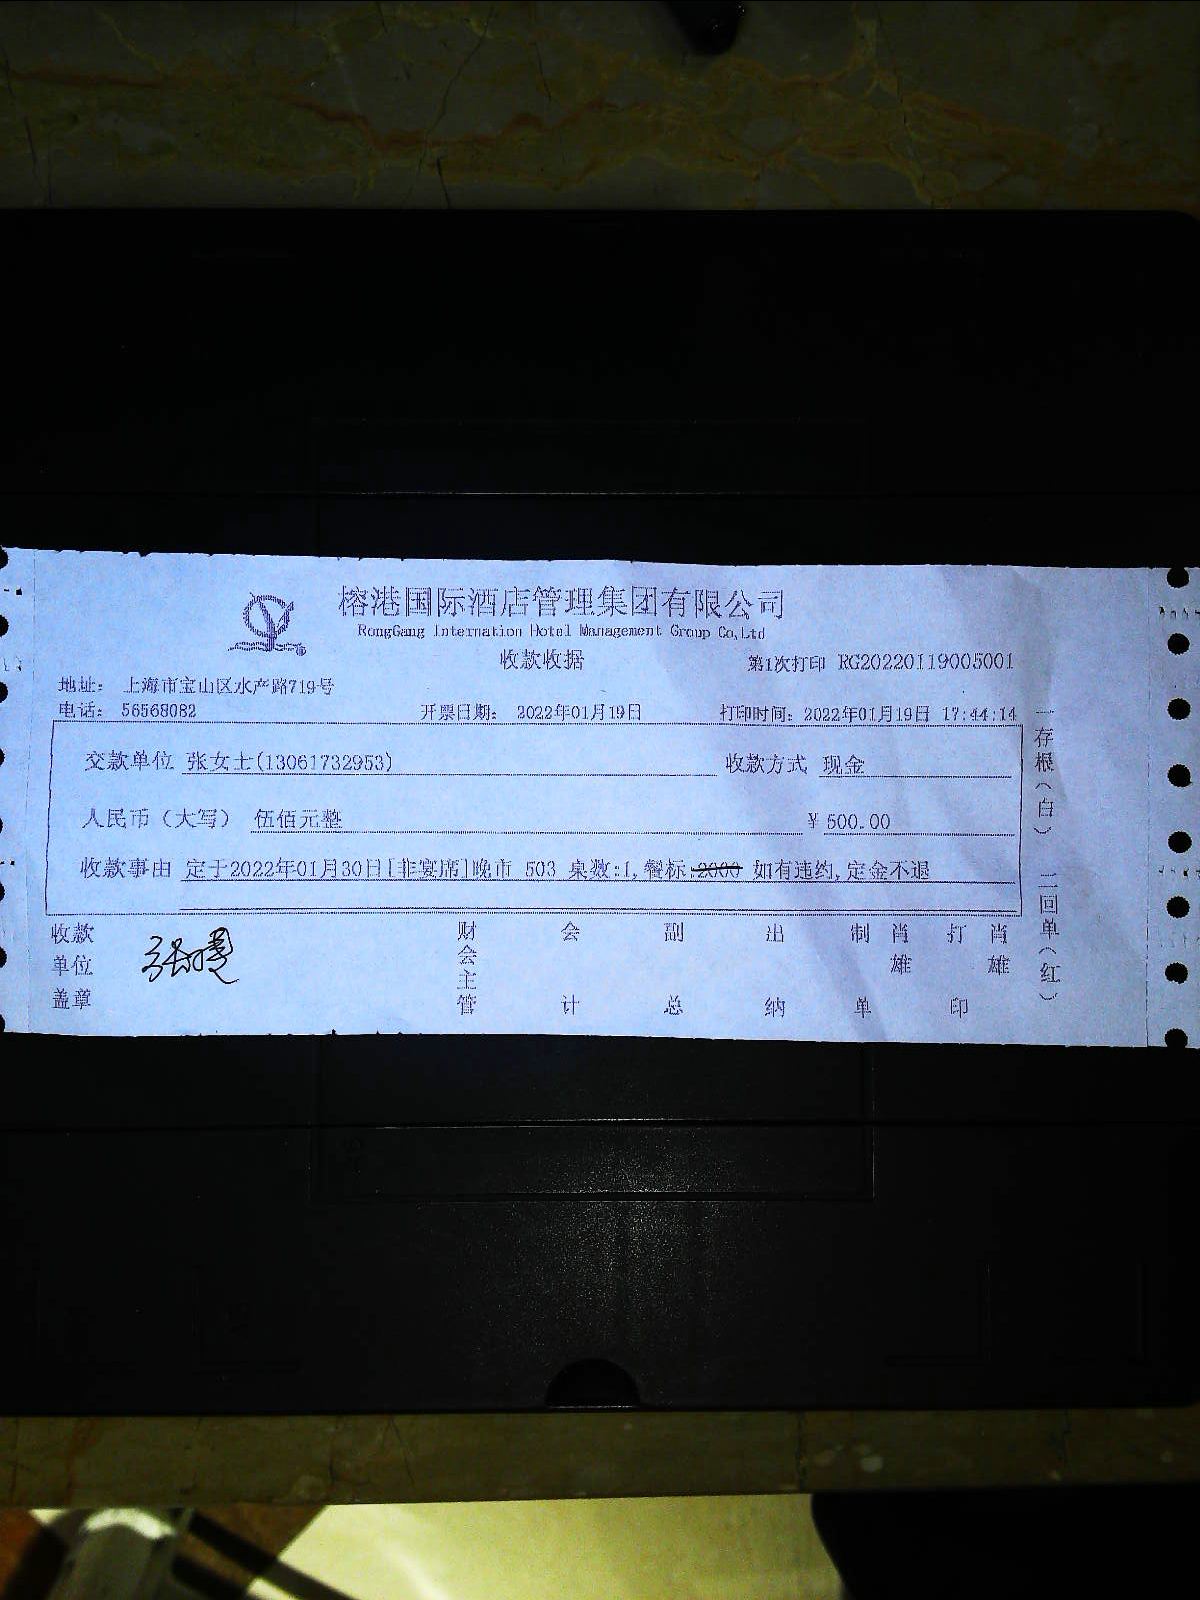 榕港国际酒店管理集团有限公司
RongGang Internation Hotel Management Group Co,Ltd
收款收据
第1次打印 RG20220119005001
地址： 上海市宝山区水产路719号
电话： 56568082 开票日期： 2022年01月19日 打印时间：2022年01月19日 17:44:14
交款单位 张女士(13061732953) 收款方式 现金
人民币（大写） 伍佰元整 ￥500.00
收款事由 定于2022年01月30日[非宴席]晚市 503 桌数:1,餐标:2000 如有违约,定金不退
收款单位盖章
财会主管 会计 副总 出纳 制单 肖雄 打印 肖雄
一存根（白） 二回单（红）